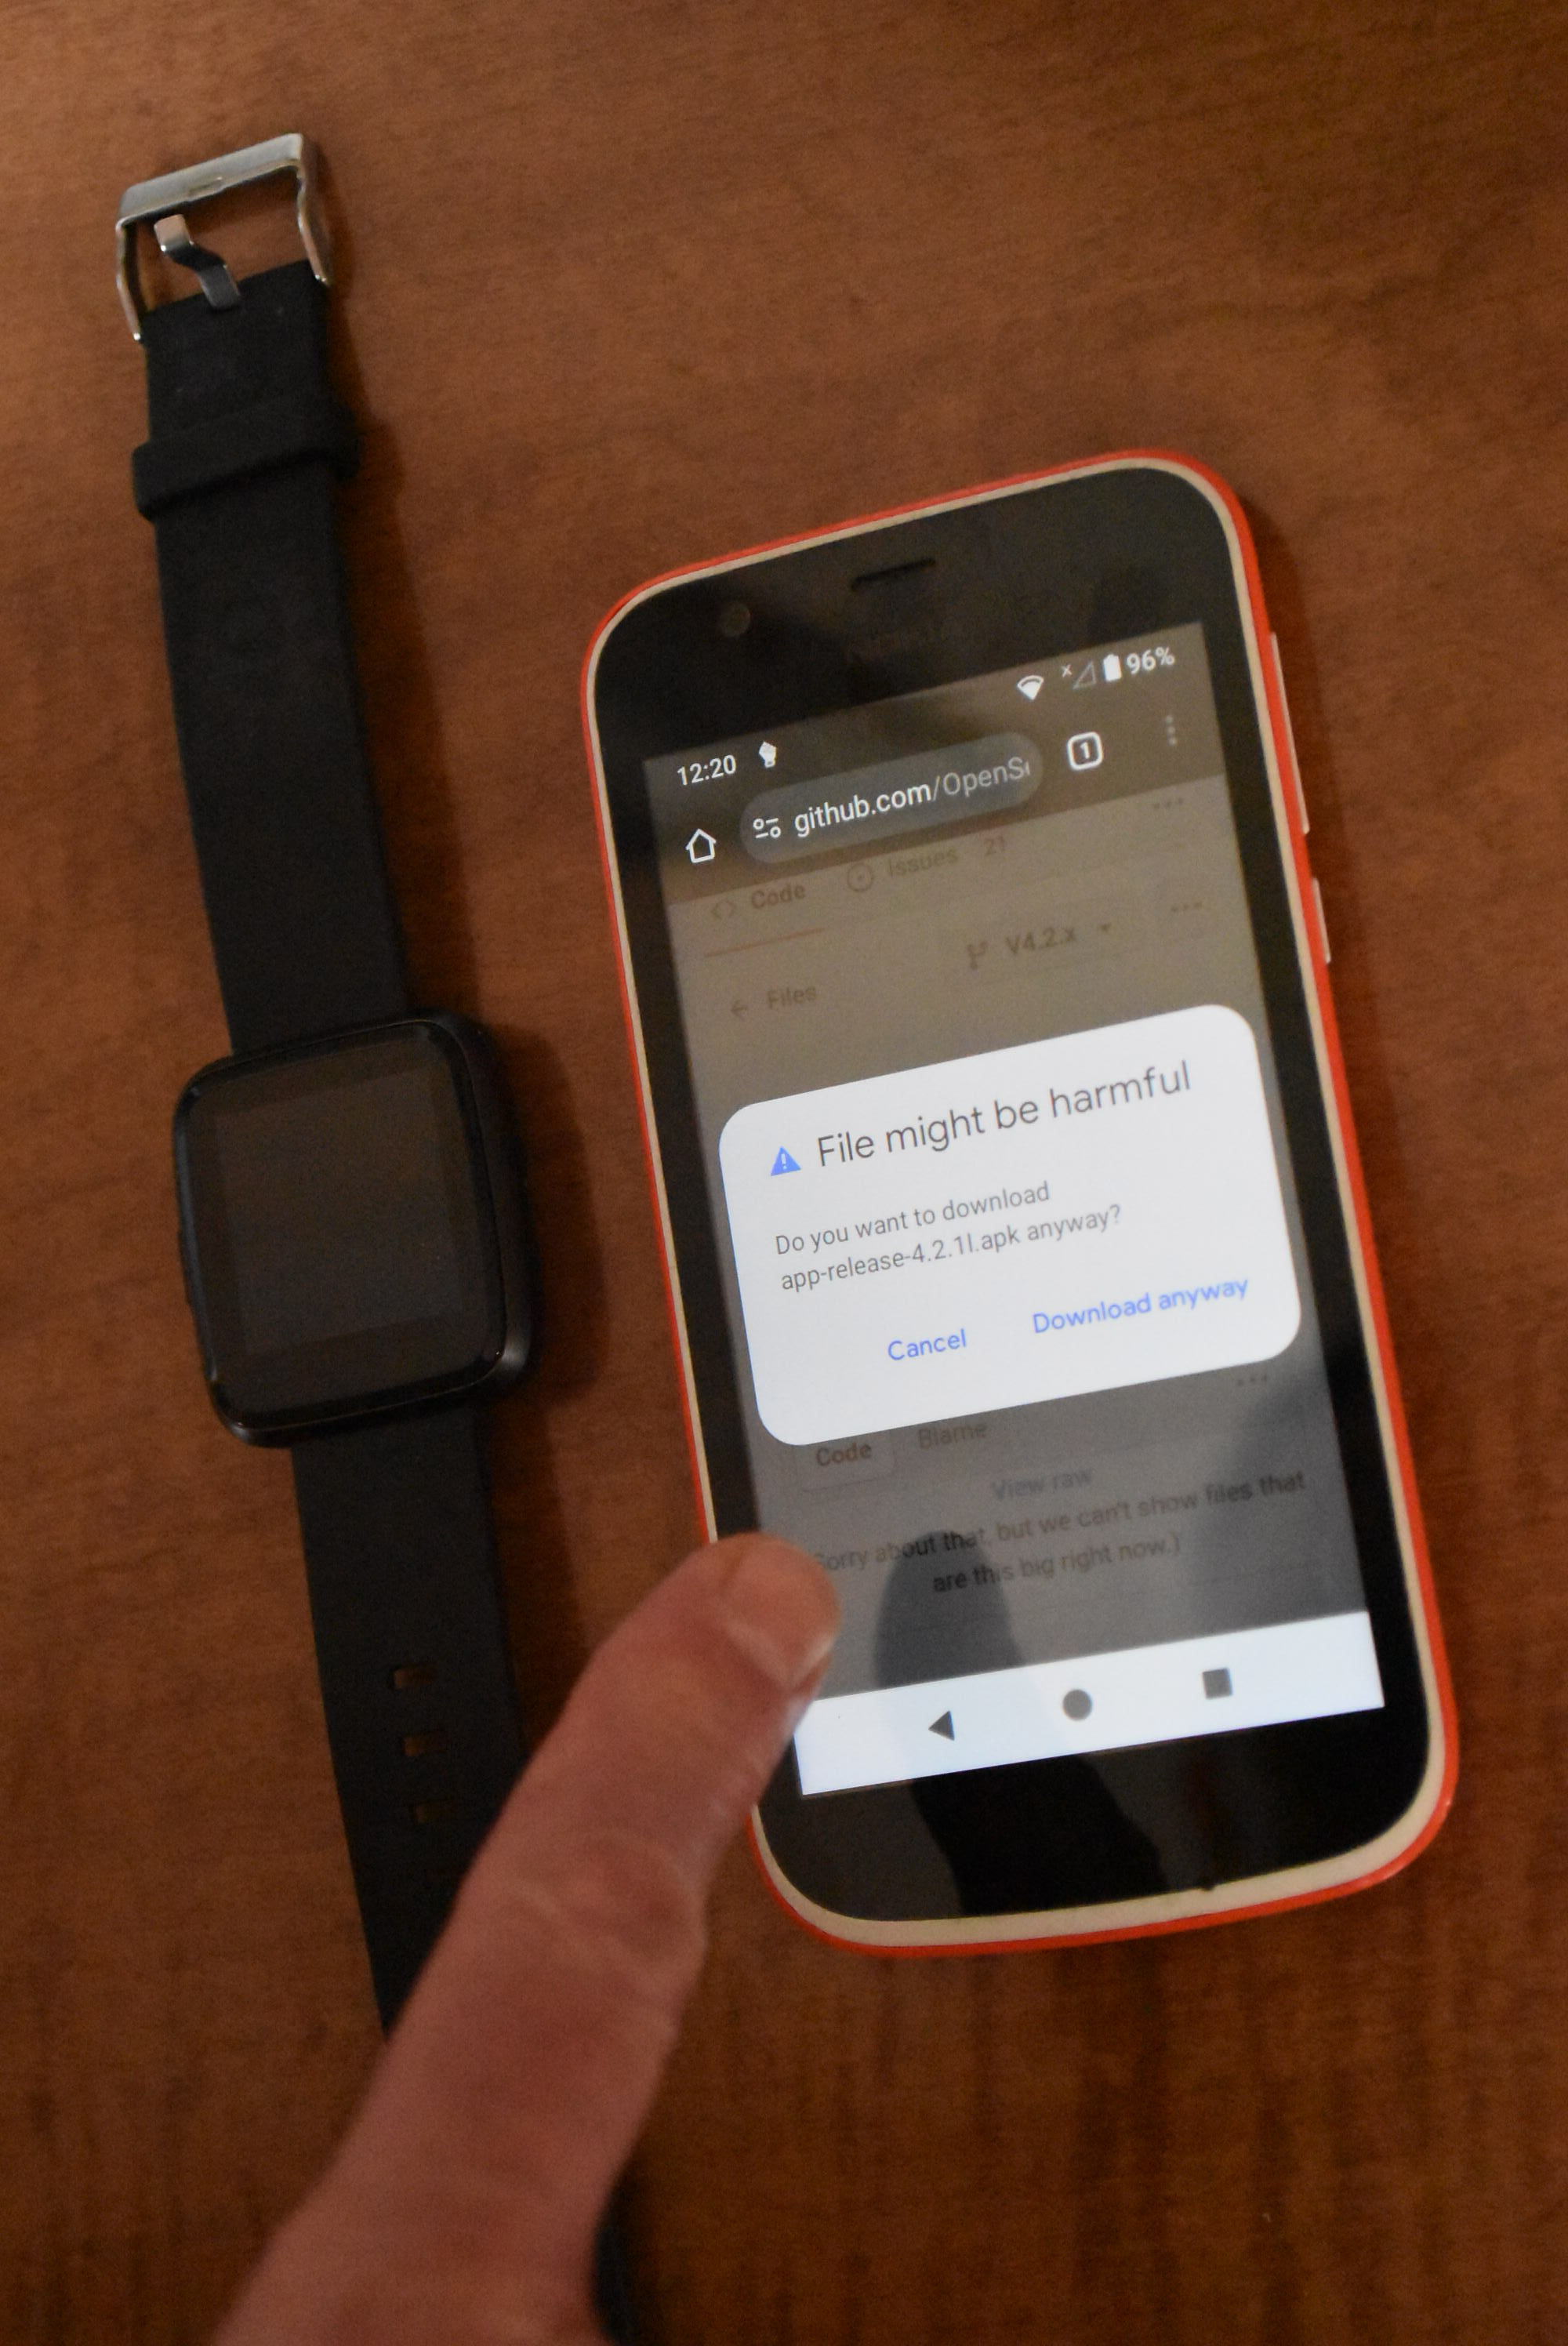 12:20 96%
github.com/OpenS
1
Code Issues 21
V4.2.x
Files
File might be harmful
Do you want to download
app-release-4.2.1l.apk anyway?
Cancel Download anyway
Code Blame
View raw
Sorry about that, but we can't show files that
are this big right now.)